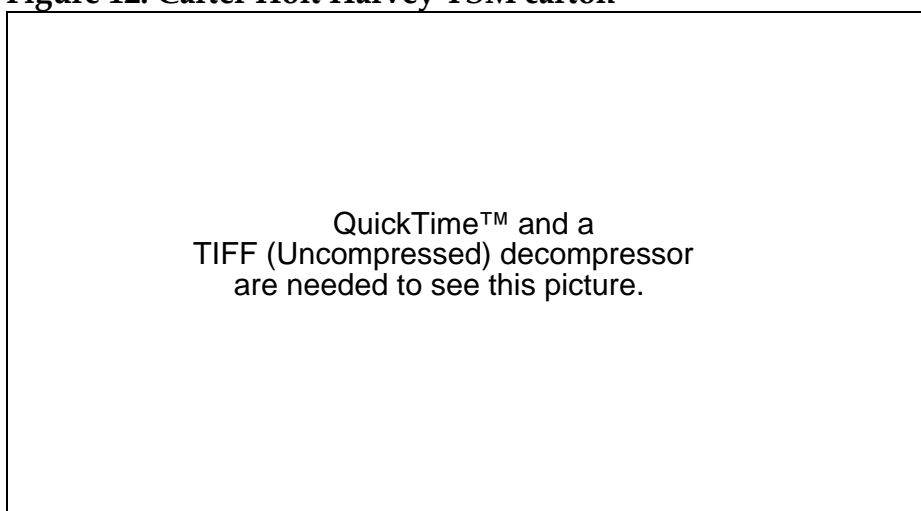 Figure 12. Carter Holt Harvey TSM carton
QuickTime™ and a
TIFF (Uncompressed) decompressor
are needed to see this picture.